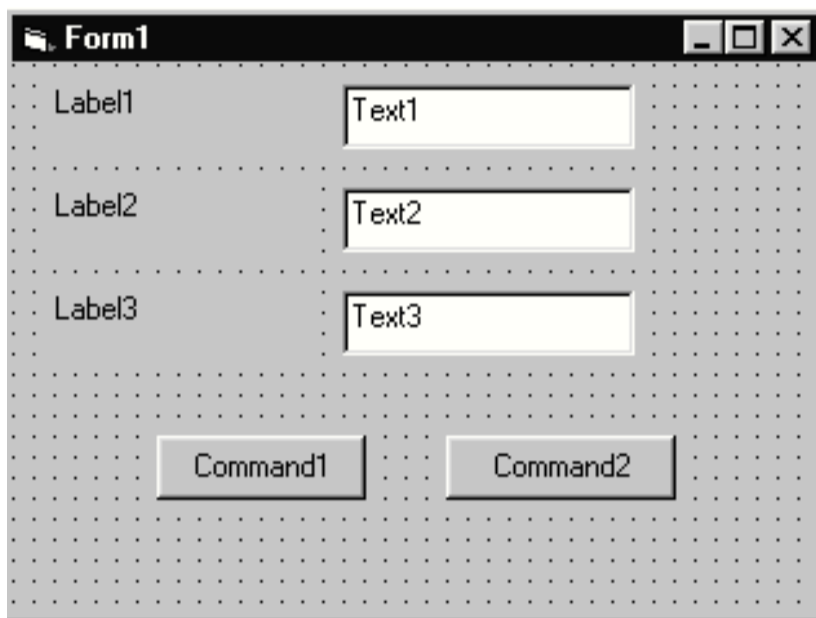 Form1
Label1 Text1
Label2 Text2
Label3 Text3
Command1 Command2